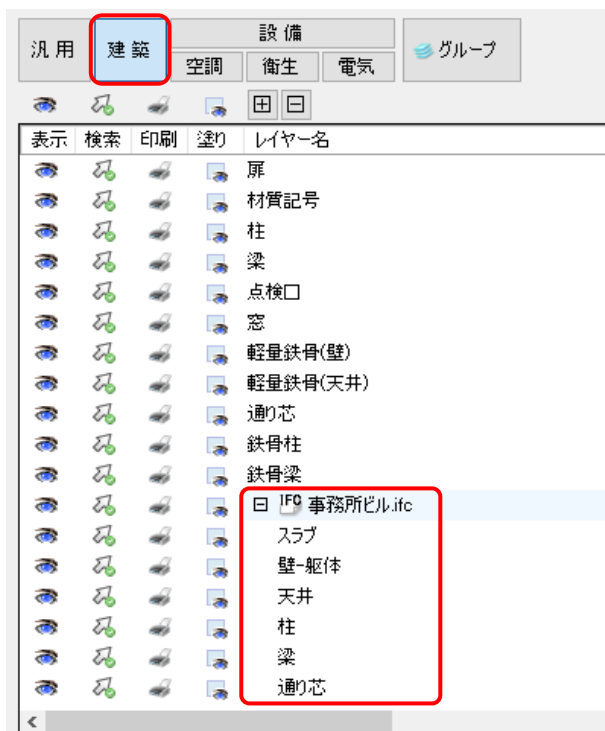 汎用 建築 設備 グループ
空調 衛生 電気
表示 検索 印刷 塗り レイヤー名
扉
材質記号
柱
梁
点検口
窓
軽量鉄骨(壁)
軽量鉄骨(天井)
通り芯
鉄骨柱
鉄骨梁
IFC 事務所ビル.ifc
スラブ
壁-躯体
天井
柱
梁
通り芯